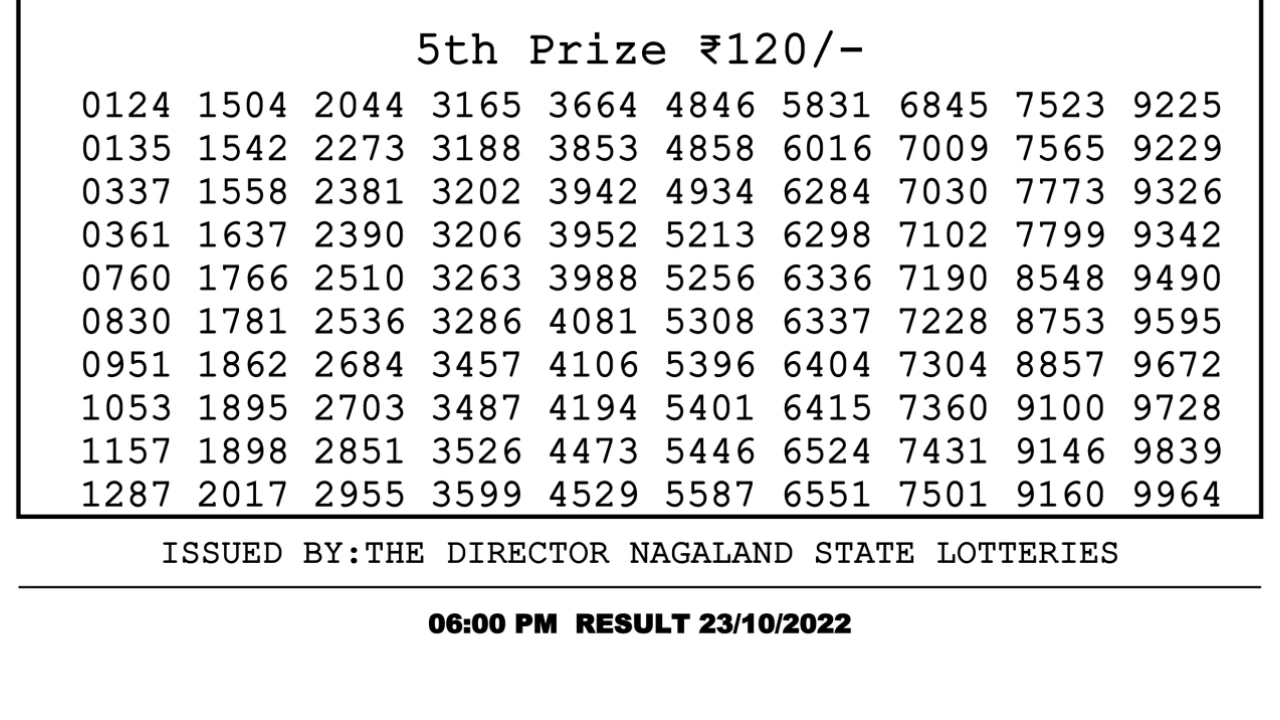 5th Prize ₹120/-
0124 1504 2044 3165 3664 4846 5831 6845 7523 9225
0135 1542 2273 3188 3853 4858 6016 7009 7565 9229
0337 1558 2381 3202 3942 4934 6284 7030 7773 9326
0361 1637 2390 3206 3952 5213 6298 7102 7799 9342
0760 1766 2510 3263 3988 5256 6336 7190 8548 9490
0830 1781 2536 3286 4081 5308 6337 7228 8753 9595
0951 1862 2684 3457 4106 5396 6404 7304 8857 9672
1053 1895 2703 3487 4194 5401 6415 7360 9100 9728
1157 1898 2851 3526 4473 5446 6524 7431 9146 9839
1287 2017 2955 3599 4529 5587 6551 7501 9160 9964
ISSUED BY:THE DIRECTOR NAGALAND STATE LOTTERIES
06:00 PM RESULT 23/10/2022